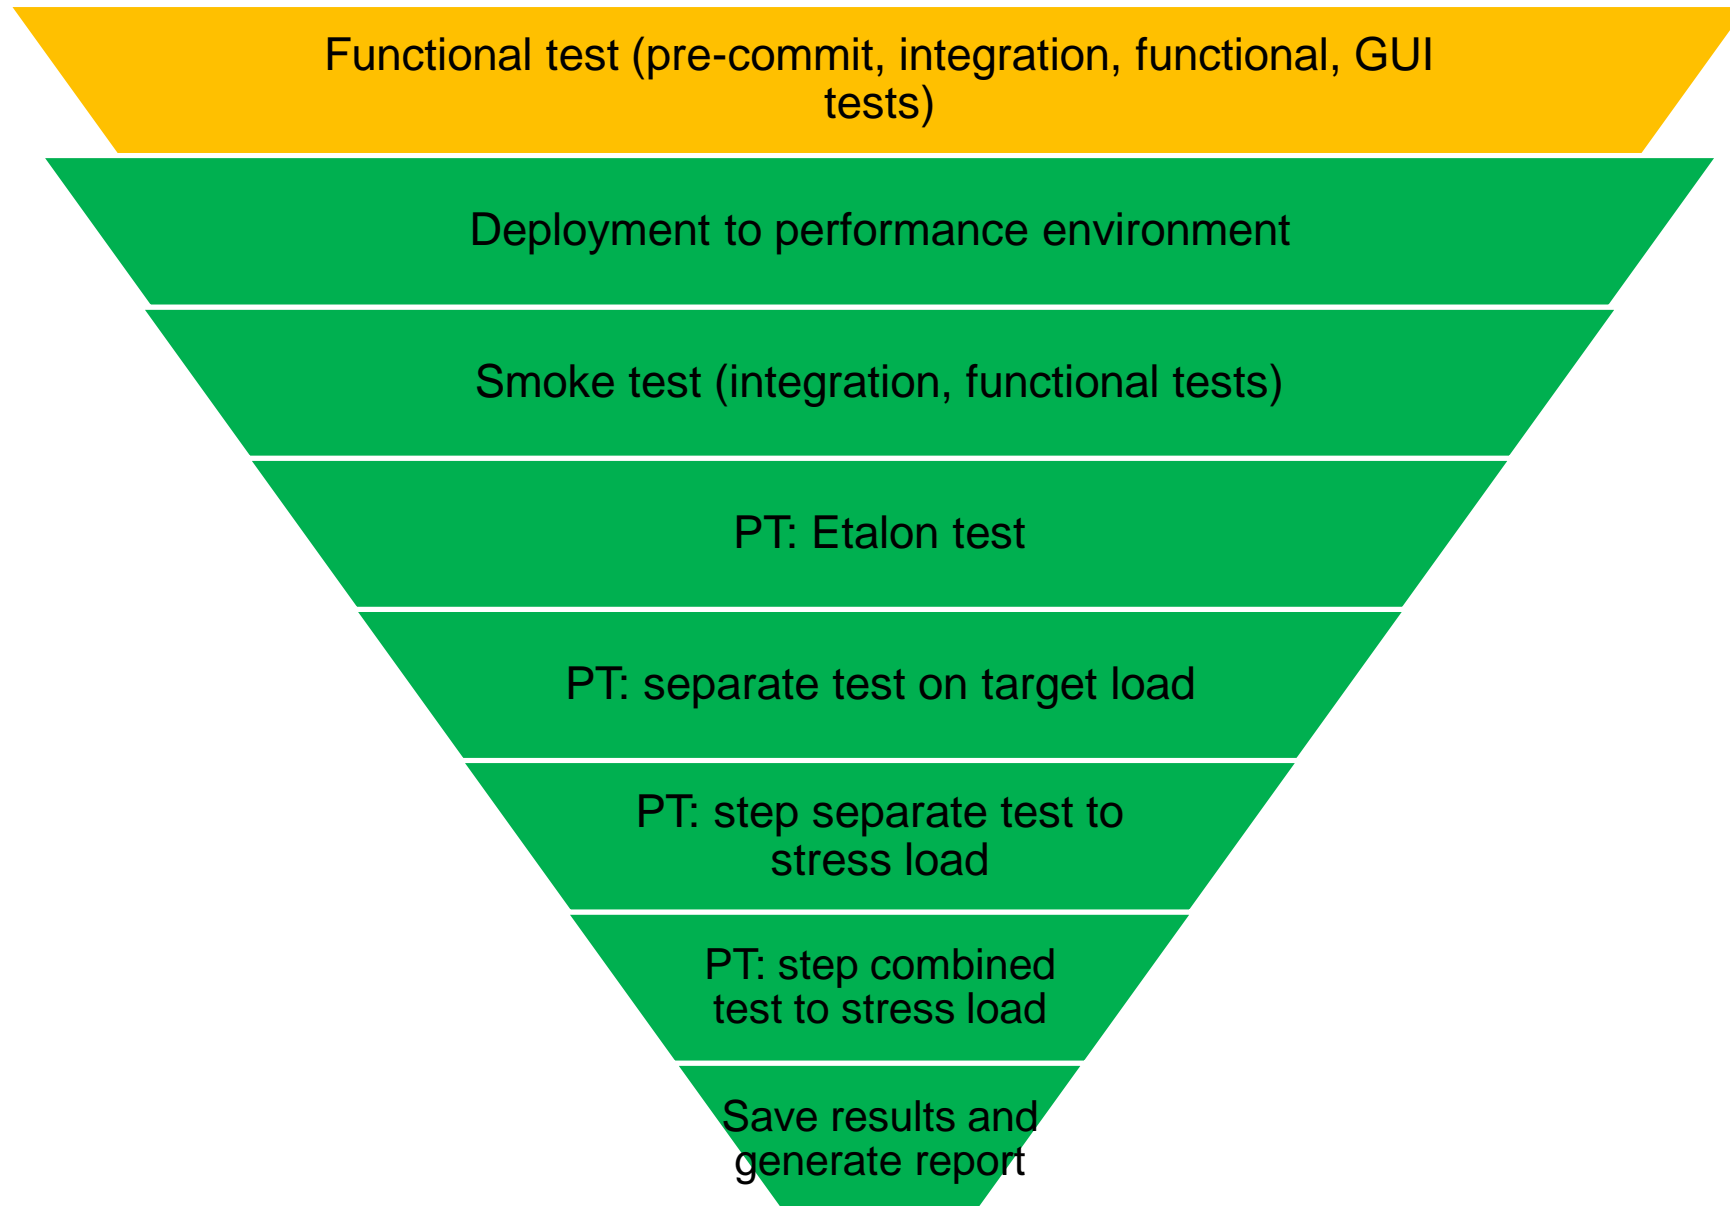 Functional test (pre-commit, integration, functional, GUI
tests)
Deployment to performance environment
Smoke test (integration, functional tests)
PT: Etalon test
PT: separate test on target load
PT: step separate test to
stress load
PT: step combined
test to stress load
Save results and
generate report